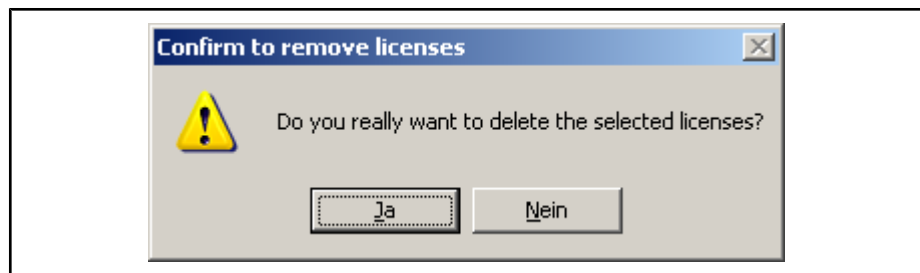 Confirm to remove licenses
Do you really want to delete the selected licenses?
Ja
Nein